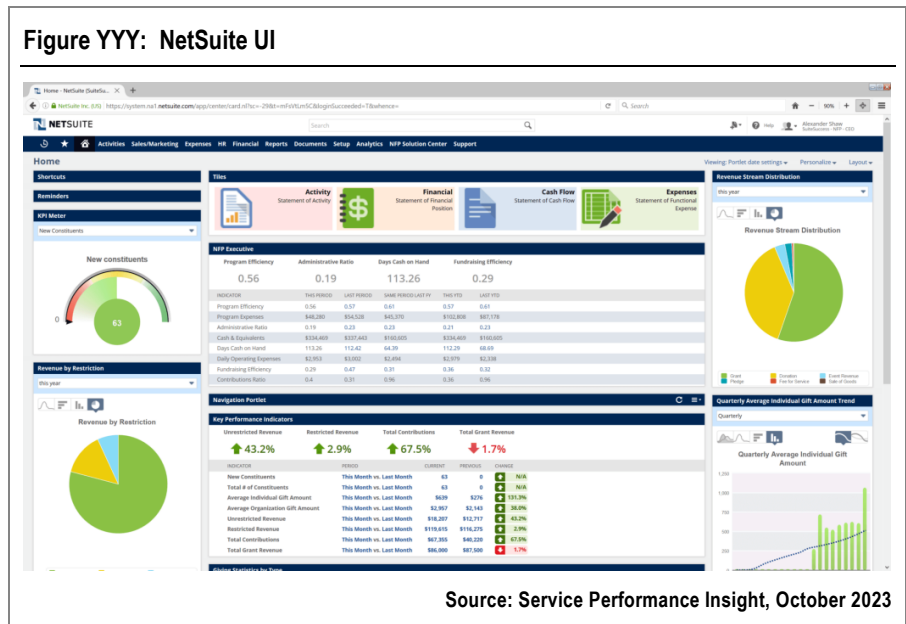 Figure YYY: NetSuite UI
Home - NetSuite (SuiteSu...
NetSuite Inc. (US) https://system.na1.netsuite.com/app/center/card.nl?sc=-29&t=mFsVtLm5C&loginSucceeded=T&whence=
Search
90%
NETSUITE
Search
Help
Alexander Shaw
SuiteSuccess - NFP - CEO
Activities Sales/Marketing Expenses HR Financial Reports Documents Setup Analytics NFP Solution Center Support
Home
Viewing: Portlet date settings Personalize Layout
Shortcuts
Reminders
KPI Meter
New Constituents
New constituents
0
63
Revenue by Restriction
this year
Revenue by Restriction
Tiles
Activity
Statement of Activity
Financial
Statement of Financial
Position
Cash Flow
Statement of Cash Flow
Expenses
Statement of Functional
Expense
NFP Executive
Program Efficiency Administrative Ratio Days Cash on Hand Fundraising Efficiency
0.56 0.19 113.26 0.29
INDICATOR THIS PERIOD LAST PERIOD SAME PERIOD LAST FY THIS YTD LAST YTD
Program Efficiency 0.56 0.57 0.61 0.57 0.61
Program Expenses $48,280 $54,528 $45,370 $102,808 $87,178
Administrative Ratio 0.19 0.23 0.23 0.21 0.23
Cash & Equivalents $334,469 $337,443 $160,605 $334,469 $160,605
Days Cash on Hand 113.26 112.42 64.39 112.29 68.69
Daily Operating Expenses $2,953 $3,002 $2,494 $2,979 $2,338
Fundraising Efficiency 0.29 0.47 0.31 0.36 0.32
Contributions Ratio 0.4 0.31 0.96 0.36 0.96
Navigation Portlet
Key Performance Indicators
Unrestricted Revenue Restricted Revenue Total Contributions Total Grant Revenue
43.2% 2.9% 67.5% 1.7%
INDICATOR PERIOD CURRENT PREVIOUS CHANGE
New Constituents This Month vs. Last Month 63 0 N/A
Total # of Constituents This Month vs. Last Month 63 0 N/A
Average Individual Gift Amount This Month vs. Last Month $639 $276 131.3%
Average Organization Gift Amount This Month vs. Last Month $2,957 $2,143 38.0%
Unrestricted Revenue This Month vs. Last Month $18,207 $12,717 43.2%
Restricted Revenue This Month vs. Last Month $119,615 $116,275 2.9%
Total Contributions This Month vs. Last Month $67,355 $40,220 67.5%
Total Grant Revenue This Month vs. Last Month $86,000 $87,500 1.7%
Giving Statistics by Type
Revenue Stream Distribution
this year
Revenue Stream Distribution
Grant Donation Event Revenue
Pledge Fee for Service Sale of Goods
Quarterly Average Individual Gift Amount Trend
Quarterly
Quarterly Average Individual Gift
Amount
1,250
1,000
750
500
250
Source: Service Performance Insight, October 2023